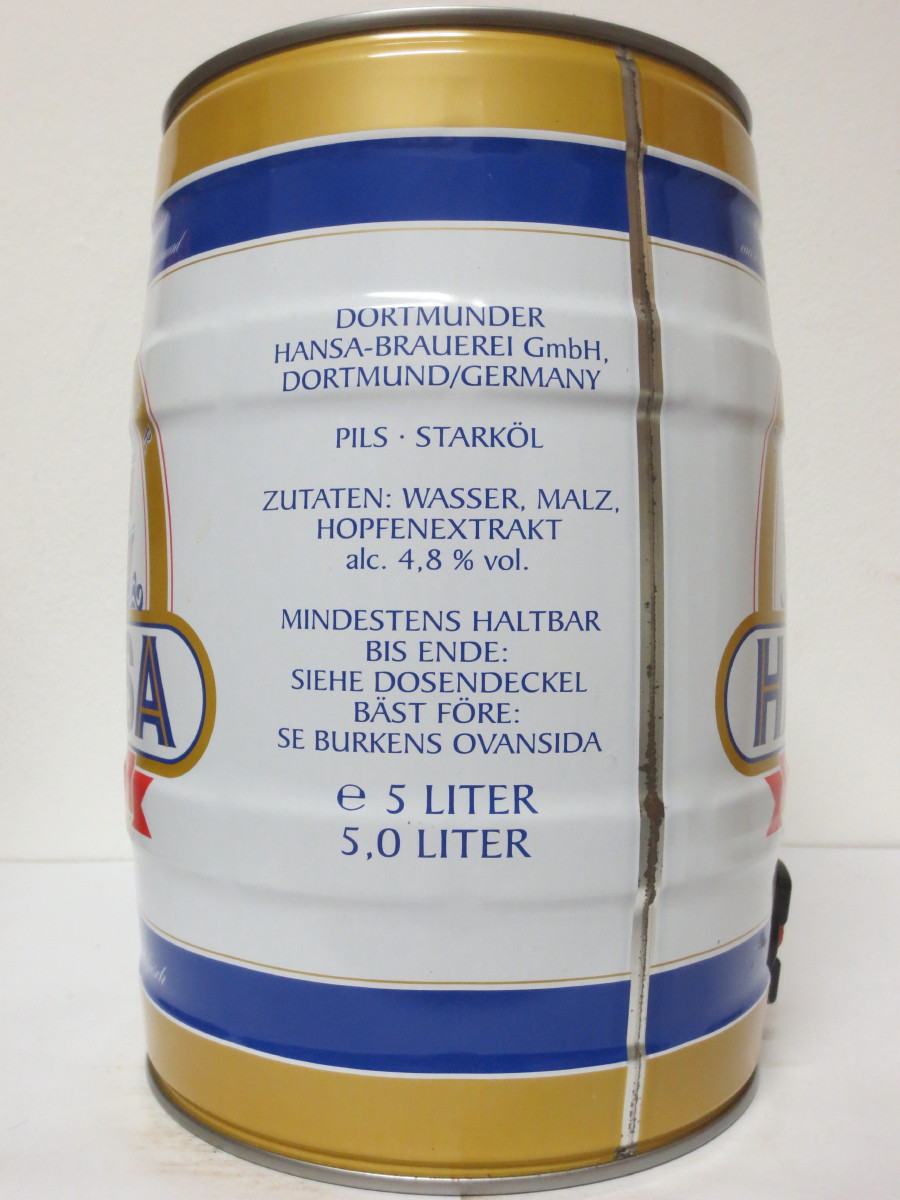 DORTMUNDER
HANSA-BRAUEREI GmbH,
DORTMUND/GERMANY
PILS · STARKÖL
ZUTATEN: WASSER, MALZ,
HOPFENEXTRAKT
alc. 4,8 % vol.
MINDESTENS HALTBAR
BIS ENDE:
SIEHE DOSENDECKEL
BÄST FÖRE:
SE BURKENS OVANSIDA
℮ 5 LITER
5,0 LITER